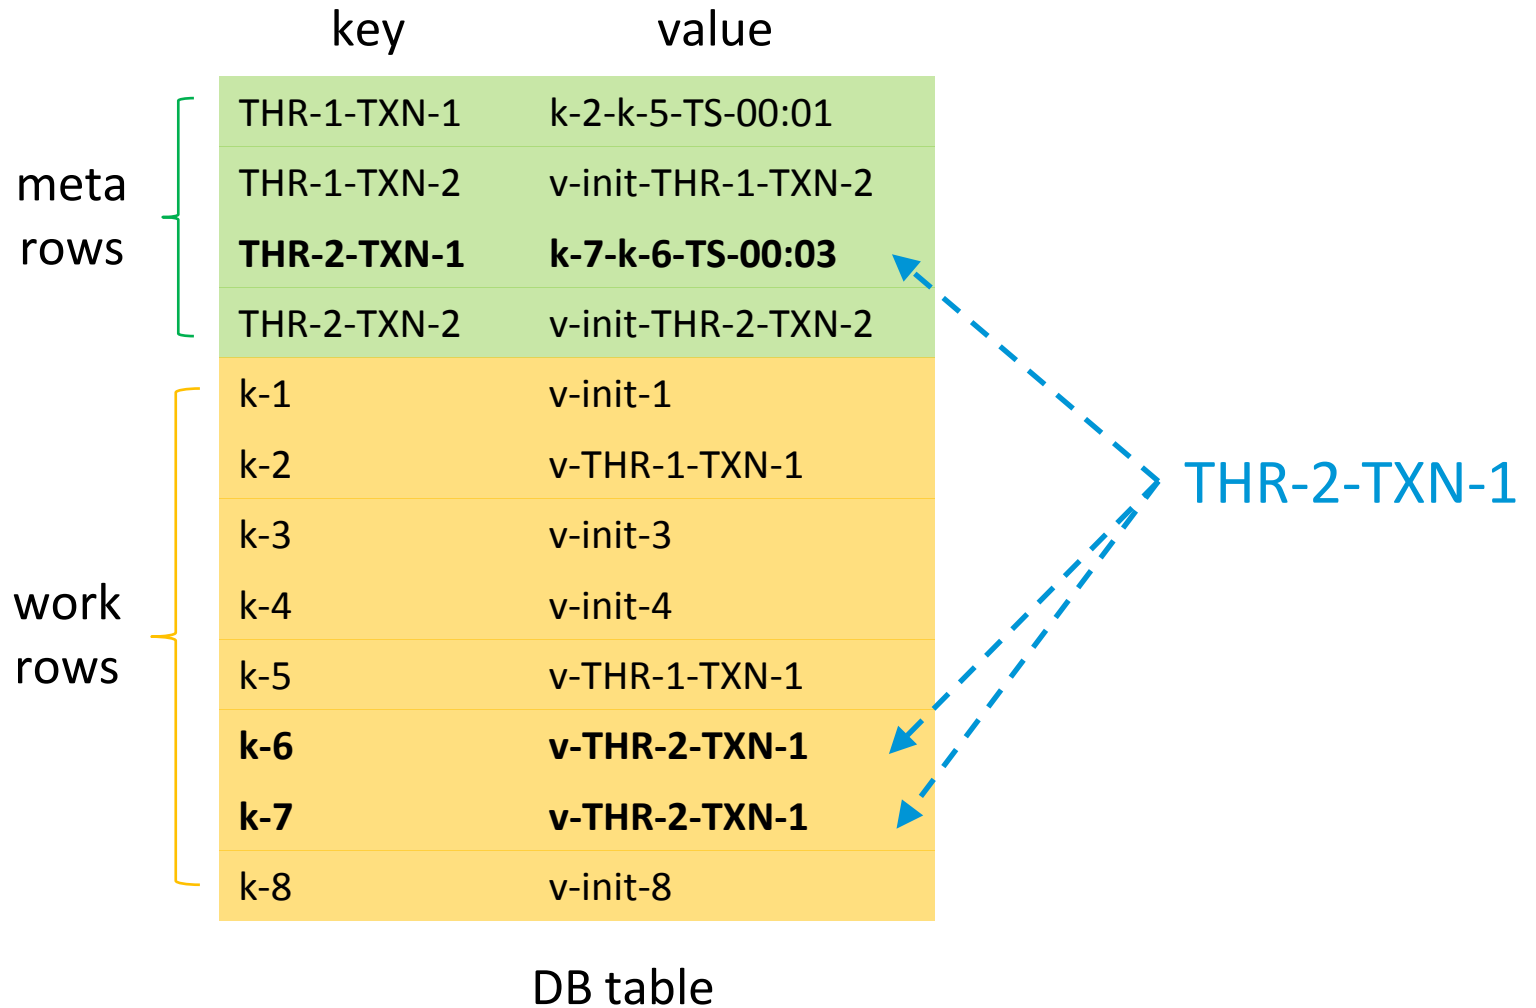 key value
THR-1-TXN-1 k-2-k-5-TS-00:01
THR-1-TXN-2 v-init-THR-1-TXN-2
THR-2-TXN-1 k-7-k-6-TS-00:03
THR-2-TXN-2 v-init-THR-2-TXN-2
meta
rows
k-1 v-init-1
k-2 v-THR-1-TXN-1
k-3 v-init-3
k-4 v-init-4
k-5 v-THR-1-TXN-1
k-6 v-THR-2-TXN-1
k-7 v-THR-2-TXN-1
k-8 v-init-8
work
rows
THR-2-TXN-1
DB table